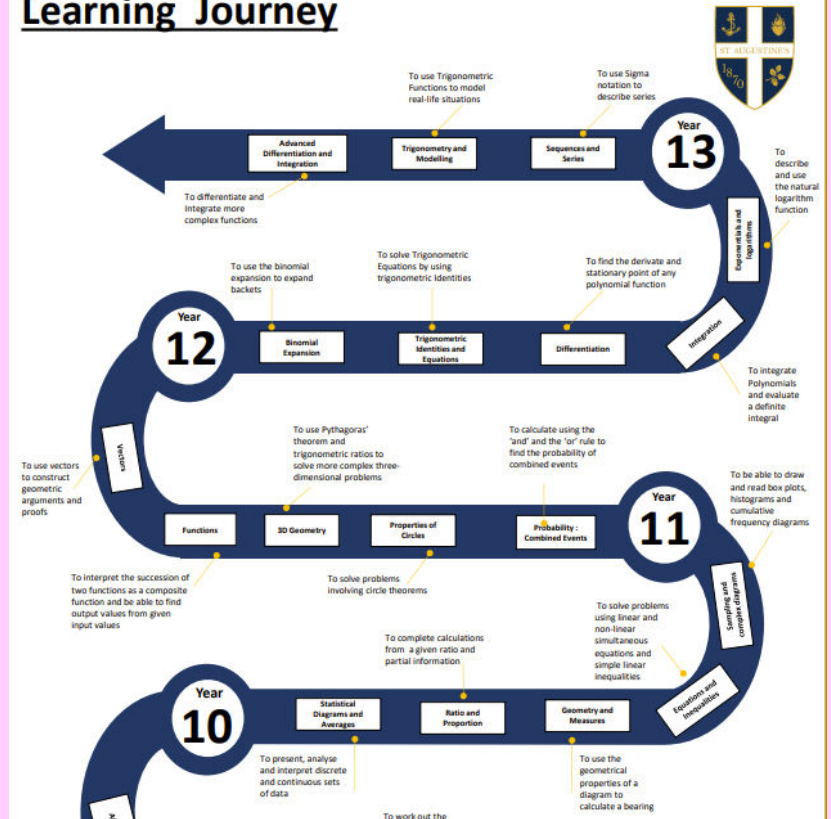 Learning Journey
ST AUGUSTINE'S
1870
To use Trigonometric
Functions to model
real-life situations
To use Sigma
notation to
describe series
Year
13
Advanced
Differentiation and
Integration
Trigonometry and
Modelling
Sequences and
Series
To
describe
and use
the natural
logarithm
function
To differentiate and
Integrate more
complex functions
Exponentials and
logarithms
To use the binomial
expansion to expand
backets
To solve Trigonometric
Equations by using
trigonometric Identities
To find the derivate and
stationary point of any
polynomial function
Year
12
Binomial
Expansion
Trigonometric
Identities and
Equations
Differentiation
Integration
To integrate
Polynomials
and evaluate
a definite
integral
Vectors
To use vectors
to construct
geometric
arguments and
proofs
To use Pythagoras'
theorem and
trigonometric ratios to
solve more complex three-
dimensional problems
To calculate using the
'and' and the 'or' rule to
find the probability of
combined events
To be able to draw
and read box plots,
histograms and
cumulative
frequency diagrams
Year
11
Functions
3D Geometry
Properties of
Circles
Probability :
Combined Events
Sampling and
complex diagrams
To interpret the succession of
two functions as a composite
function and be able to find
output values from given
input values
To solve problems
involving circle theorems
To solve problems
using linear and
non-linear
simultaneous
equations and
simple linear
inequalities
To complete calculations
from a given ratio and
partial information
Equations and
Inequalities
Year
10
Statistical
Diagrams and
Averages
Ratio and
Proportion
Geometry and
Measures
To present, analyse
and interpret discrete
and continuous sets
of data
To use the
geometrical
properties of a
diagram to
calculate a bearing
To work out the